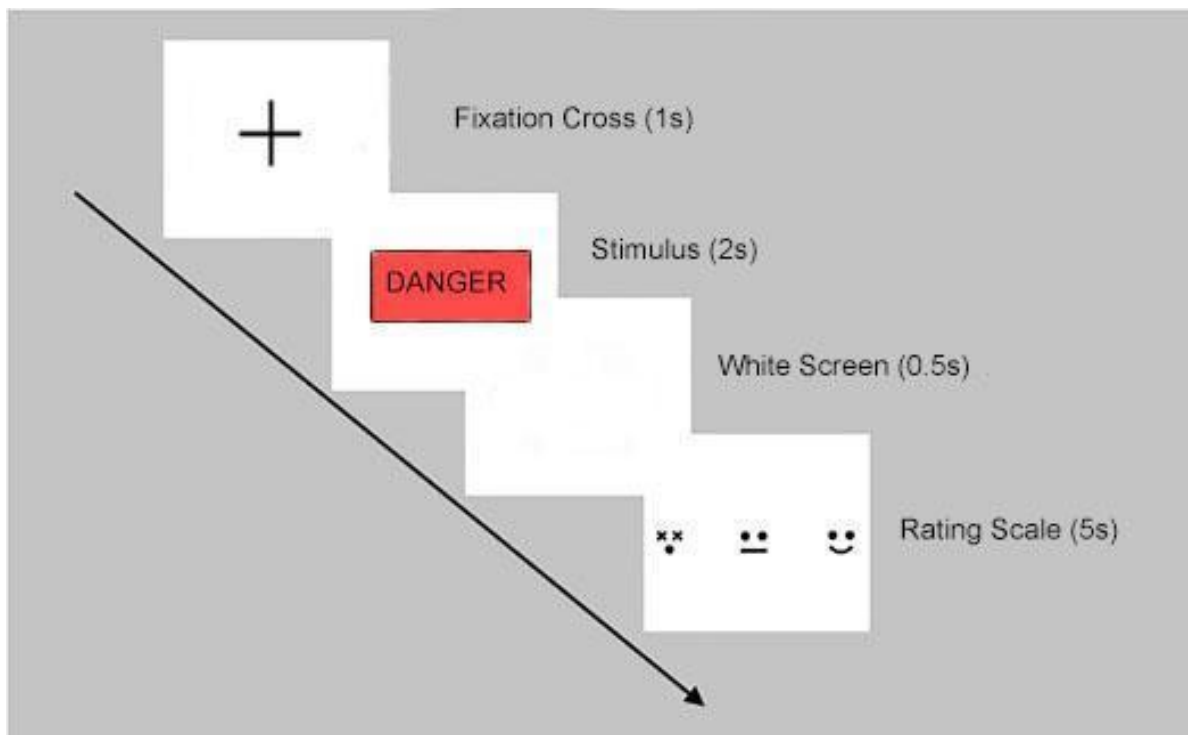 Fixation Cross (1s)
Stimulus (2s)
DANGER
White Screen (0.5s)
Rating Scale (5s)